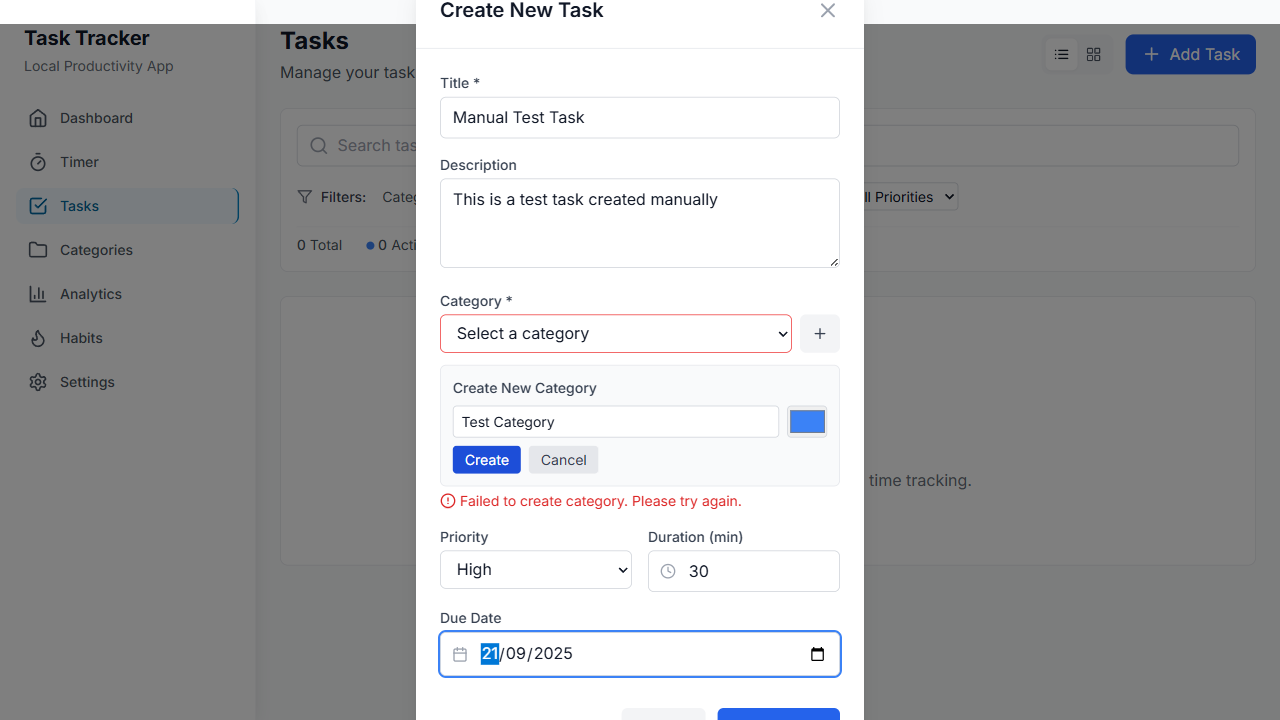 Create New Task
Task Tracker
Local Productivity App
Dashboard
Timer
Tasks
Categories
Analytics
Habits
Settings
Tasks
Manage your task
Add Task
Search tas
Filters:
Categ
ll Priorities
0 Total
0 Acti
time tracking.
Title *
Manual Test Task
Description
This is a test task created manually
Category *
Select a category
+
Create New Category
Test Category
Create
Cancel
Failed to create category. Please try again.
Priority
Duration (min)
High
30
Due Date
21/09/2025